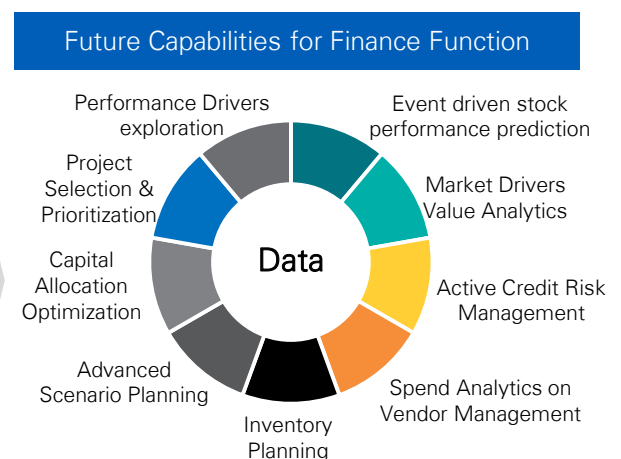 Future Capabilities for Finance Function
Performance Drivers
exploration
Event driven stock
performance prediction
Project
Selection &
Prioritization
Market Drivers
Value Analytics
Data
Capital
Allocation
Optimization
Active Credit Risk
Management
Advanced
Scenario Planning
Spend Analytics on
Vendor Management
Inventory
Planning